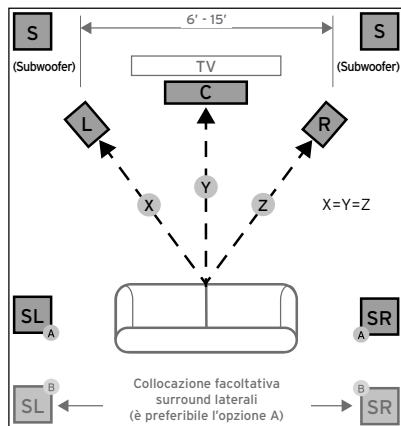 S
6' - 15'
S
(Subwoofer)
TV
(Subwoofer)
C
L
R
Y
X
Z
X=Y=Z
SL
A
SR
A
B
SL
Collocazione facoltativa
surround laterali
(è preferibile l'opzione A)
B
SR